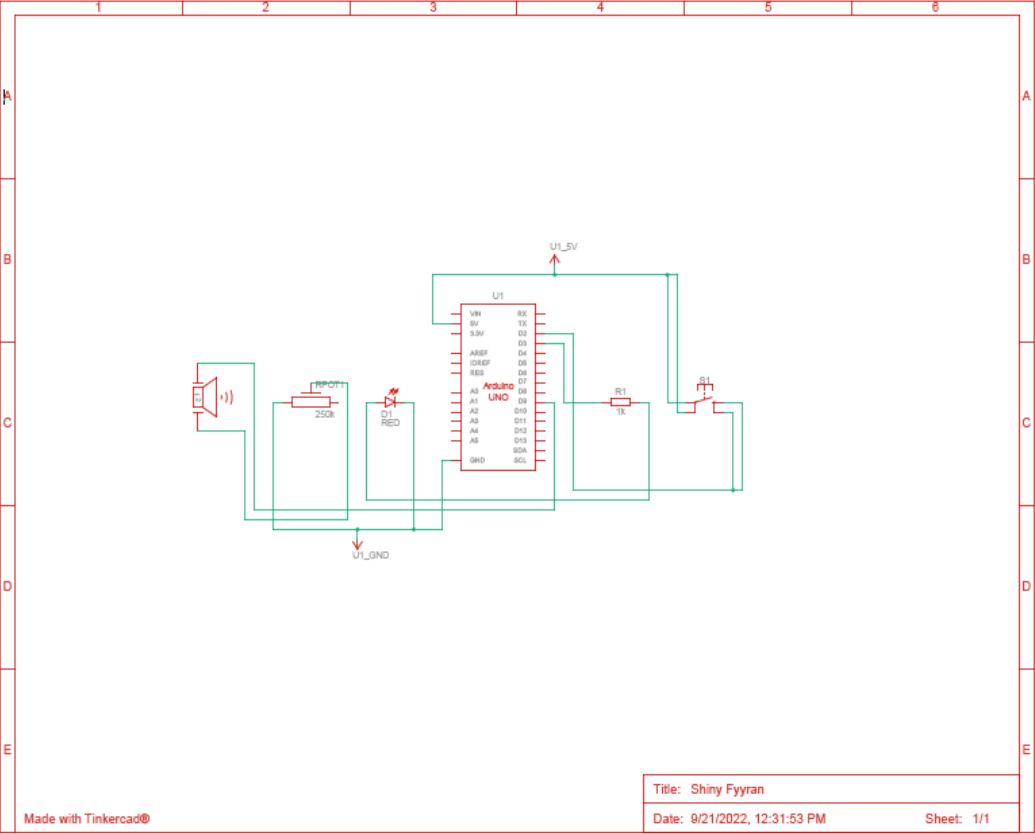 1 2 3 4 5 6
A A
B B
C C
D D
E E
U1_5V
U1
VIN RX
5V TX
3.3V D2
D3
AREF D4
IOREF D5
RES D6
D7
A0 D8
A1 D9
A2 D10
A3 D11
A4 D12
A5 D13
SDA
GND SCL
Arduino
UNO
RPOT1
250k
D1
RED
R1
1k
S1
U1_GND
Title: Shiny Fyyran
Date: 9/21/2022, 12:31:53 PM Sheet: 1/1
Made with Tinkercad®